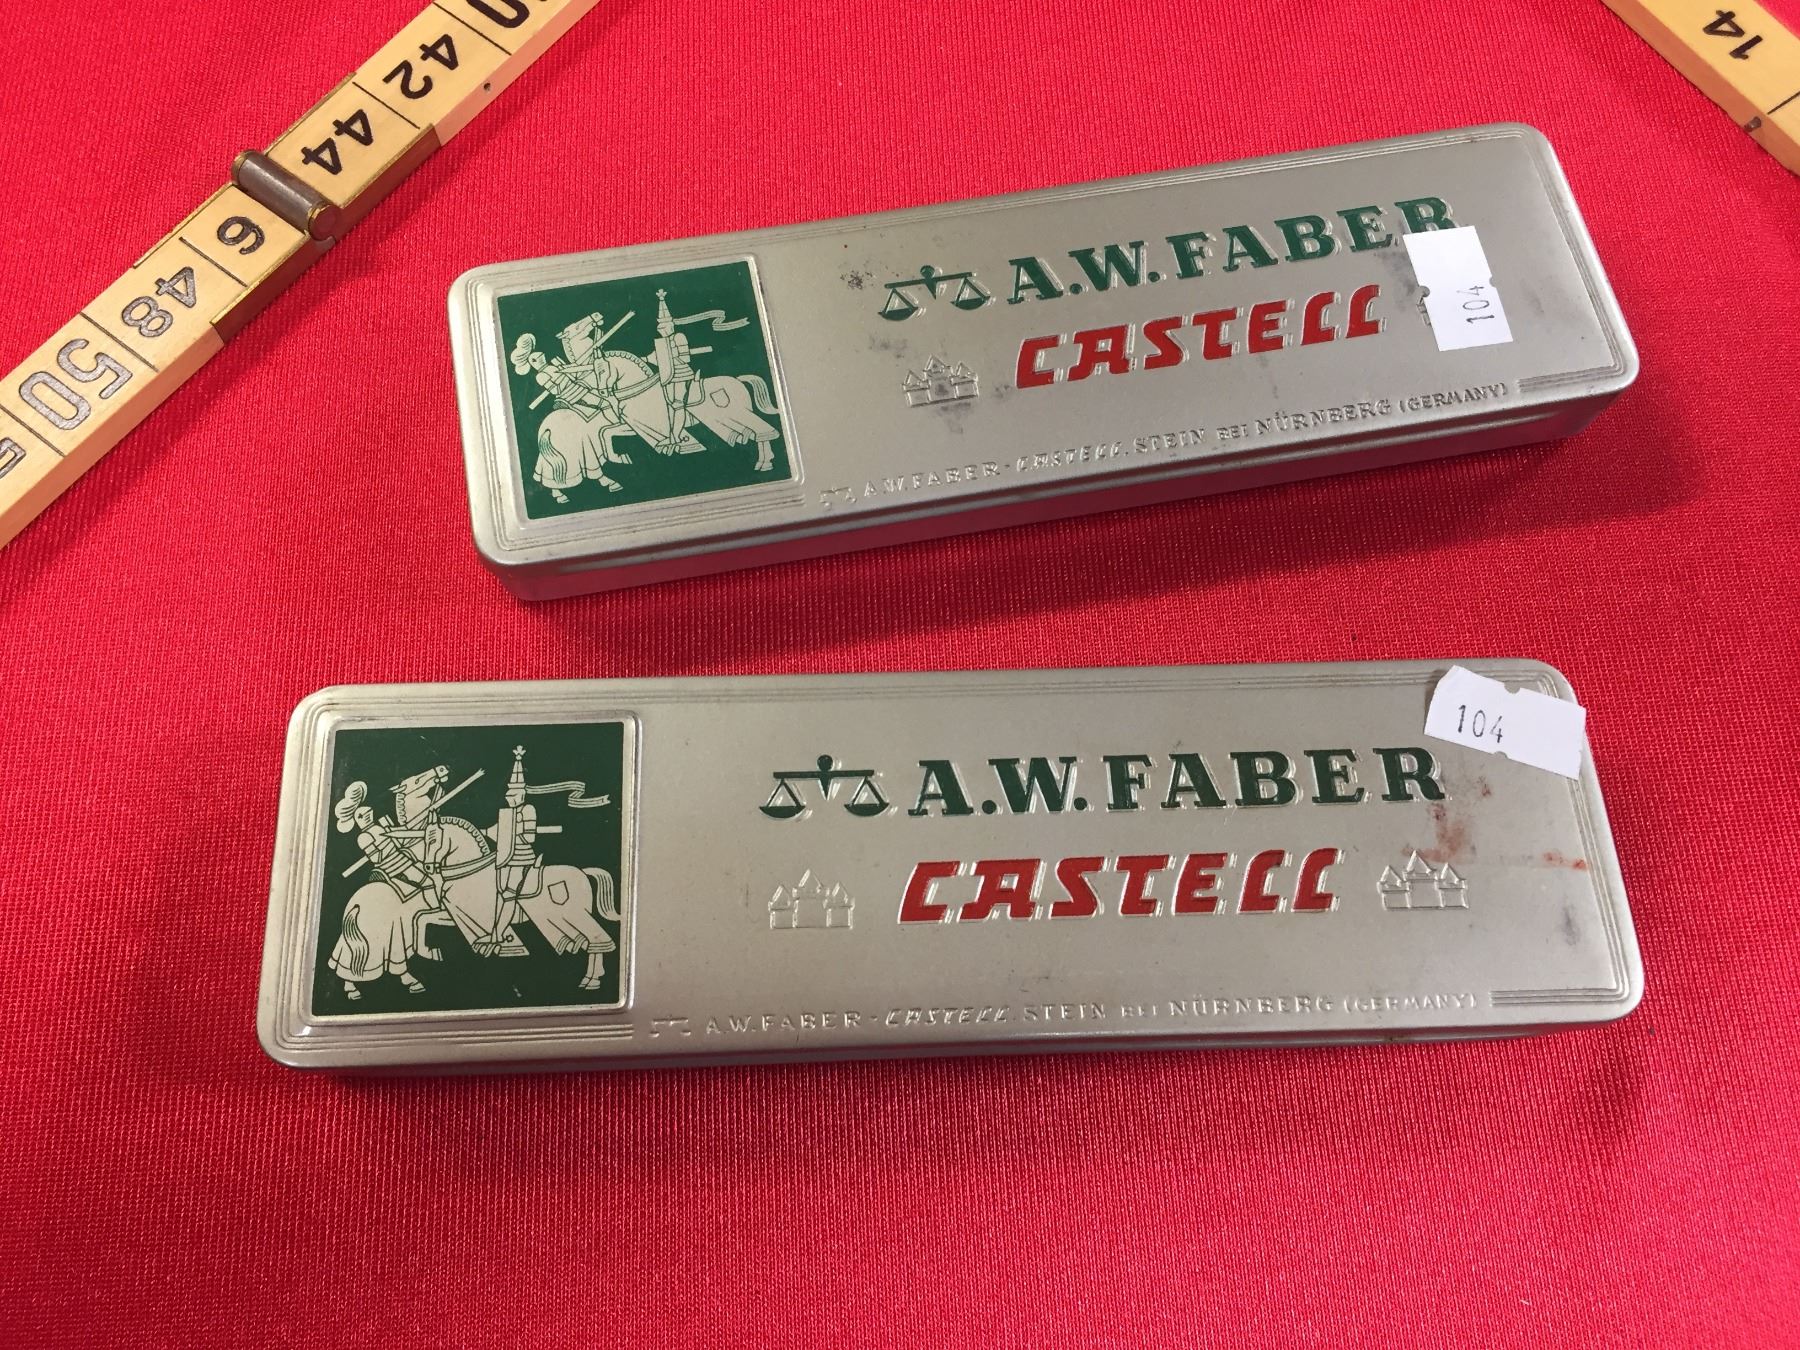 42
44
6
48
50
14
A.W.FABER
CASTELL
104
A.W.FABER-CASTELL.STEIN BEI NÜRNBERG (GERMANY)
104
A.W.FABER
CASTELL
A.W.FABER-CASTELL.STEIN BEI NÜRNBERG (GERMANY)